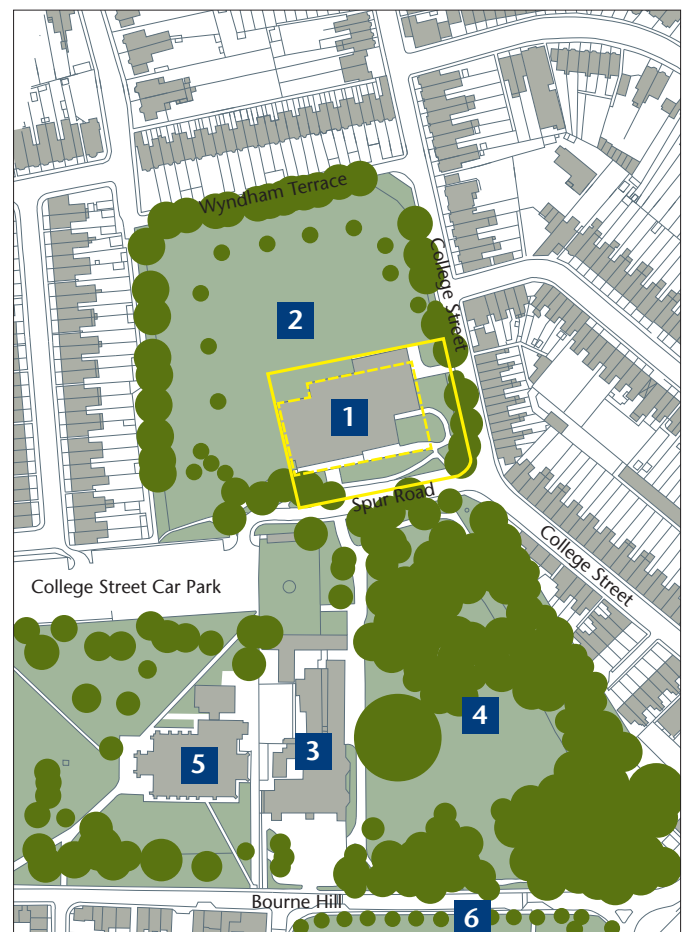 Wyndham Terrace
College Street
2
1
Spur Road
College Street
College Street Car Park
4
3
5
Bourne Hill
6